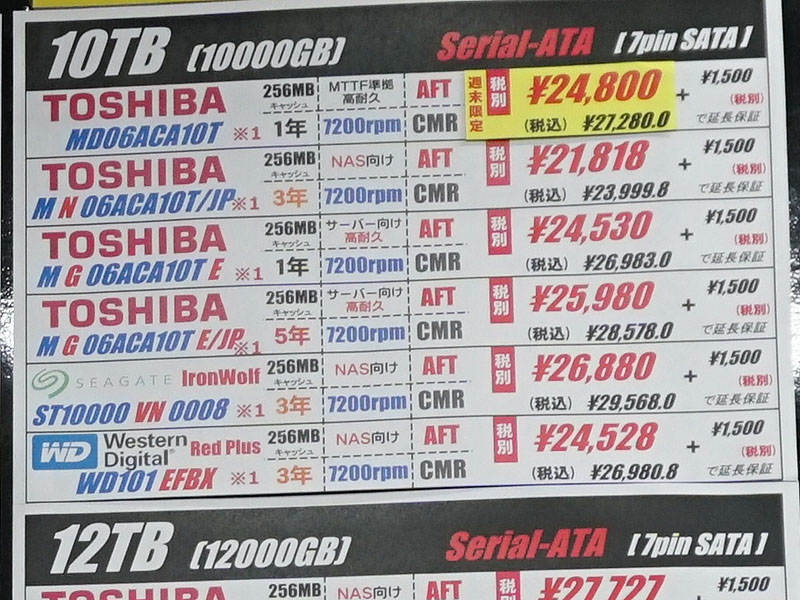 10TB [10000GB] Serial-ATA [7pin SATA]
TOSHIBA 256MB キャッシュ MTTF準拠 高耐久 AFT 週末限定 税別 ¥24,800 + ¥1,500 (税別)
MD06ACA10T ※1 1年 7200rpm CMR (税込) ¥27,280.0 で延長保証
TOSHIBA 256MB キャッシュ NAS向け AFT 税別 ¥21,818 + ¥1,500 (税別)
MN06ACA10T/JP ※1 3年 7200rpm CMR (税込) ¥23,999.8 で延長保証
TOSHIBA 256MB キャッシュ サーバー向け 高耐久 AFT 税別 ¥24,530 + ¥1,500 (税別)
MG06ACA10TE ※1 1年 7200rpm CMR (税込) ¥26,983.0 で延長保証
TOSHIBA 256MB キャッシュ サーバー向け 高耐久 AFT 税別 ¥25,980 + ¥1,500 (税別)
MG06ACA10TE/JP ※1 5年 7200rpm CMR (税込) ¥28,578.0 で延長保証
SEAGATE IronWolf 256MB キャッシュ NAS向け AFT 税別 ¥26,880 + ¥1,500 (税別)
ST10000VN0008 ※1 3年 7200rpm CMR (税込) ¥29,568.0 で延長保証
WD Western Digital Red Plus 256MB キャッシュ NAS向け AFT 税別 ¥24,528 + ¥1,500 (税別)
WD101EFBX ※1 3年 7200rpm CMR (税込) ¥26,980.8 で延長保証
12TB [12000GB] Serial-ATA [7pin SATA]
TOSHIBA 256MB NAS向け AFT 税 ¥27,727 ¥1,500